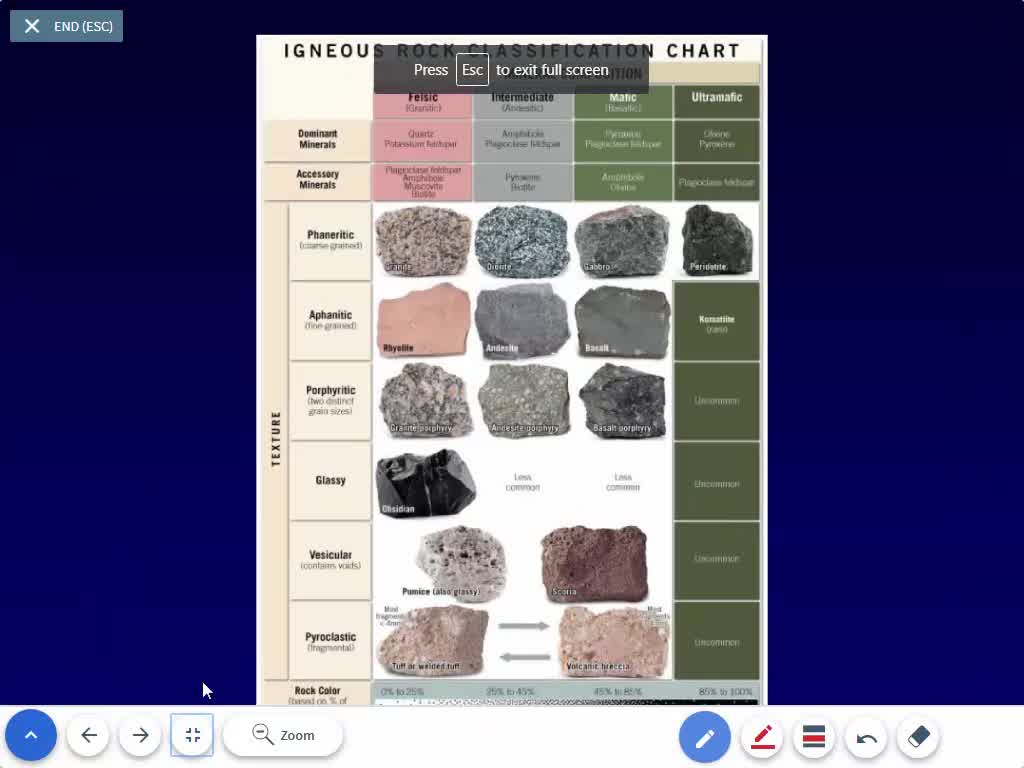 END (ESC)
IGNEOUS ROCK CLASSIFICATION CHART
Press Esc to exit full screen
Felsic
(Granitic)
Intermediate
(Andesitic)
Mafic
(Basaltic)
Ultramafic
Dominant
Minerals
Quartz
Potassium feldspar
Amphibole
Plagioclase feldspar
Pyroxene
Plagioclase feldspar
Olivine
Pyroxene
Accessory
Minerals
Plagioclase feldspar
Amphibole
Muscovite
Biotite
Pyroxene
Biotite
Amphibole
Olivine
Plagioclase feldspar
TEXTURE
Phaneritic
(coarse-grained)
Granite
Diorite
Gabbro
Peridotite
Aphanitic
(fine-grained)
Rhyolite
Andesite
Basalt
Komatiite
(rare)
Porphyritic
(two distinct
grain sizes)
Granite porphyry
Andesite porphyry
Basalt porphyry
Uncommon
Glassy
Obsidian
Less
common
Less
common
Uncommon
Vesicular
(contains voids)
Pumice (also glassy)
Scoria
Uncommon
Pyroclastic
(fragmental)
Most
fragments
< 4mm
Tuff or welded tuff
Most
fragments
Volcanic breccia
Uncommon
Rock Color
(based on % of
0% to 25%
25% to 45%
45% to 85%
85% to 100%
Zoom